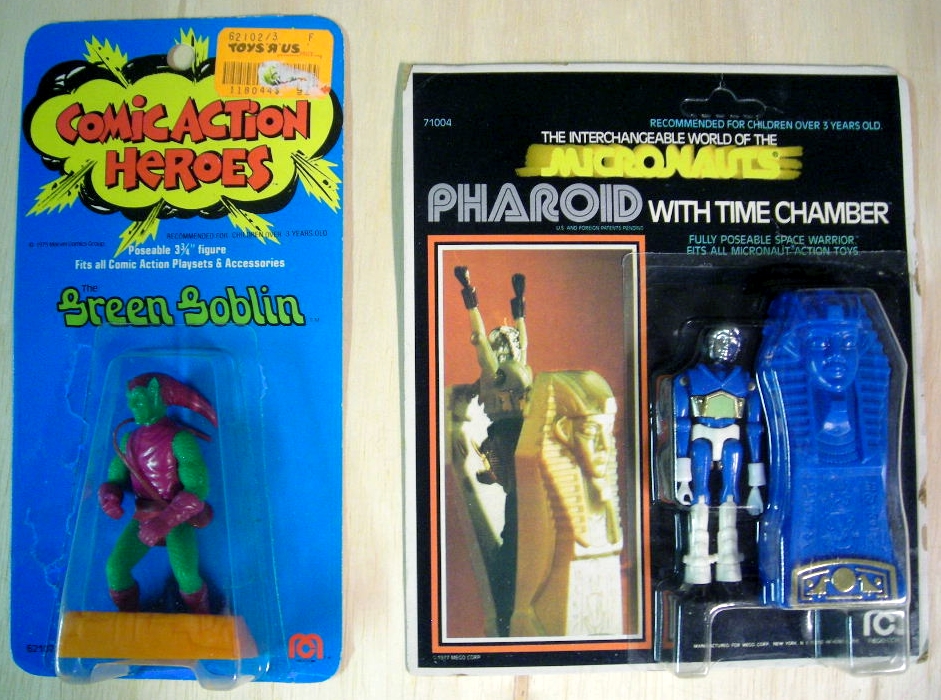 62102/3 F
TOYS Я US
COMIC ACTION
HEROES
RECOMMENDED FOR CHILDREN OVER 3 YEARS OLD
© 1975 Marvel Comics Group
Poseable 3¾" figure
Fits all Comic Action Playsets & Accessories
The
Green Goblin
71004
RECOMMENDED FOR CHILDREN OVER 3 YEARS OLD.
THE INTERCHANGEABLE WORLD OF THE
MICRONAUTS
PHAROID WITH TIME CHAMBER
U.S. AND FOREIGN PATENTS PENDING
FULLY POSEABLE SPACE WARRIOR
FITS ALL MICRONAUT ACTION TOYS
© 1977 MEGO CORP
MANUFACTURED FOR MEGO CORP. NEW YORK, N.Y.